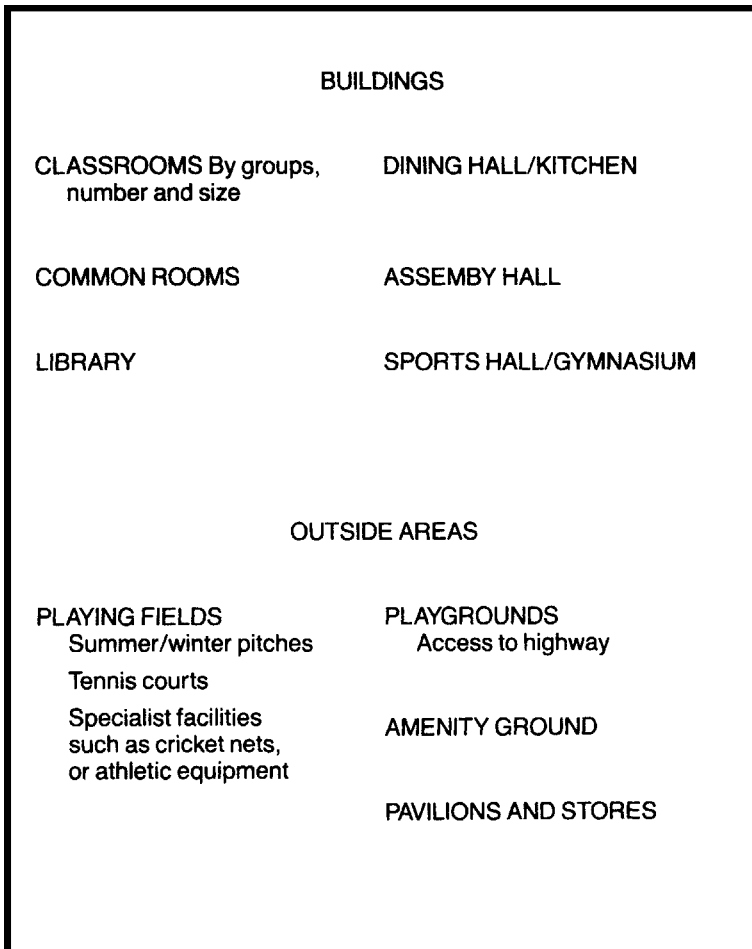 BUILDINGS
CLASSROOMS By groups,
number and size
DINING HALL/KITCHEN
COMMON ROOMS
ASSEMBY HALL
LIBRARY
SPORTS HALL/GYMNASIUM
OUTSIDE AREAS
PLAYING FIELDS
Summer/winter pitches
Tennis courts
Specialist facilities
such as cricket nets,
or athletic equipment
PLAYGROUNDS
Access to highway
AMENITY GROUND
PAVILIONS AND STORES